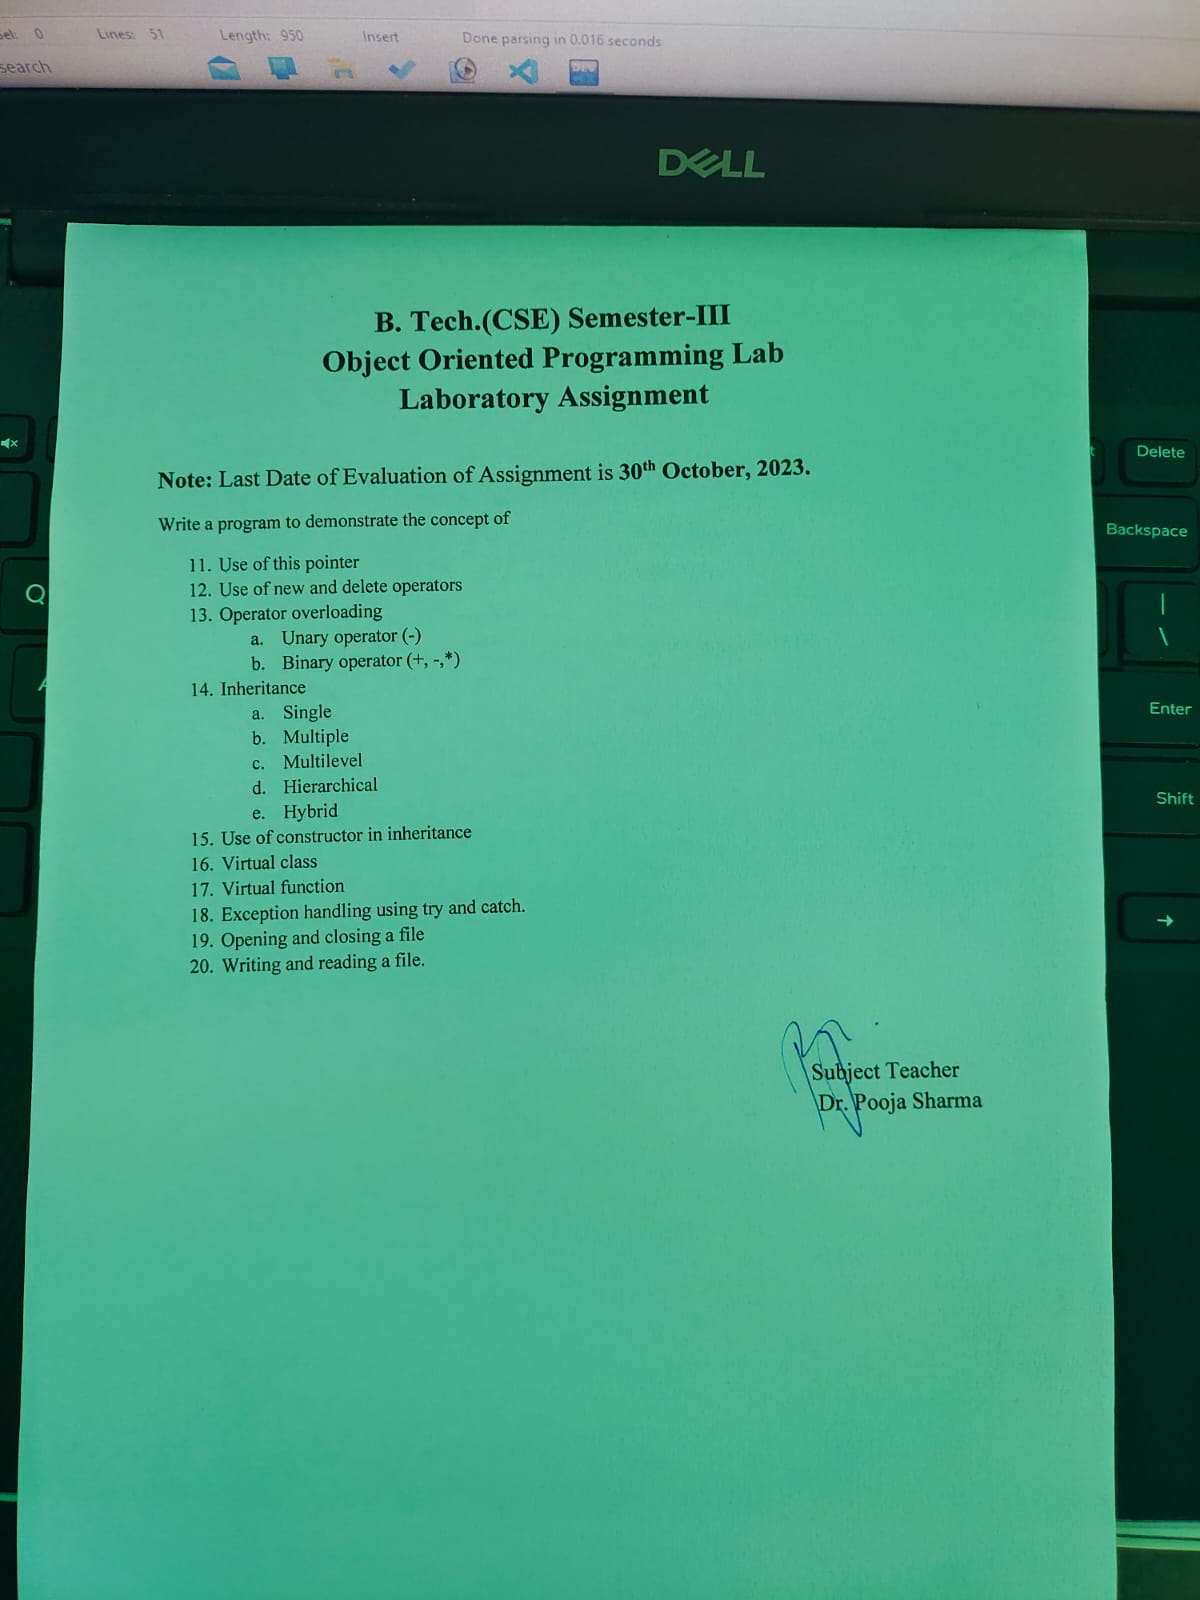 Sel: 0 Lines: 51 Length: 950 Insert Done parsing in 0.016 seconds
search
DEV
DELL
B. Tech.(CSE) Semester-III
Object Oriented Programming Lab
Laboratory Assignment
Note: Last Date of Evaluation of Assignment is 30th October, 2023.
Write a program to demonstrate the concept of
11. Use of this pointer
12. Use of new and delete operators
13. Operator overloading
a. Unary operator (-)
b. Binary operator (+, -,*)
14. Inheritance
a. Single
b. Multiple
c. Multilevel
d. Hierarchical
e. Hybrid
15. Use of constructor in inheritance
16. Virtual class
17. Virtual function
18. Exception handling using try and catch.
19. Opening and closing a file
20. Writing and reading a file.
Subject Teacher
Dr. Pooja Sharma
Q
Delete
Backspace
|
\
Enter
Shift
→